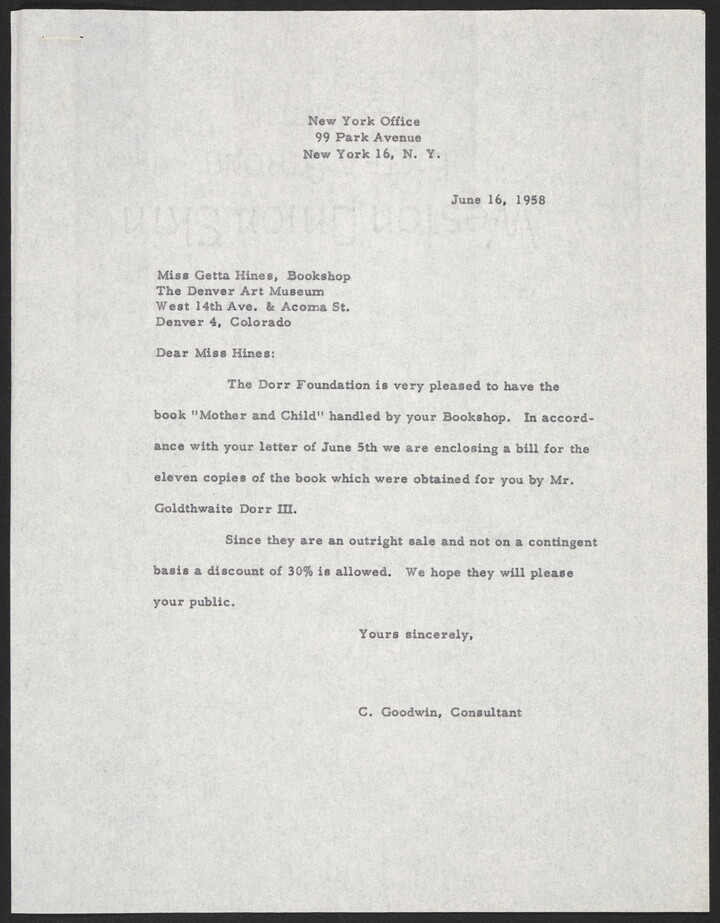 New York Office
99 Park Avenue
New York 16, N. Y.
June 16, 1958
Miss Getta Hines, Bookshop
The Denver Art Museum
West 14th Ave. & Acoma St.
Denver 4, Colorado
Dear Miss Hines:
The Dorr Foundation is very pleased to have the
book "Mother and Child" handled by your Bookshop. In accord-
ance with your letter of June 5th we are enclosing a bill for the
eleven copies of the book which were obtained for you by Mr.
Goldthwaite Dorr III.
Since they are an outright sale and not on a contingent
basis a discount of 30% is allowed. We hope they will please
your public.
Yours sincerely,
C. Goodwin, Consultant